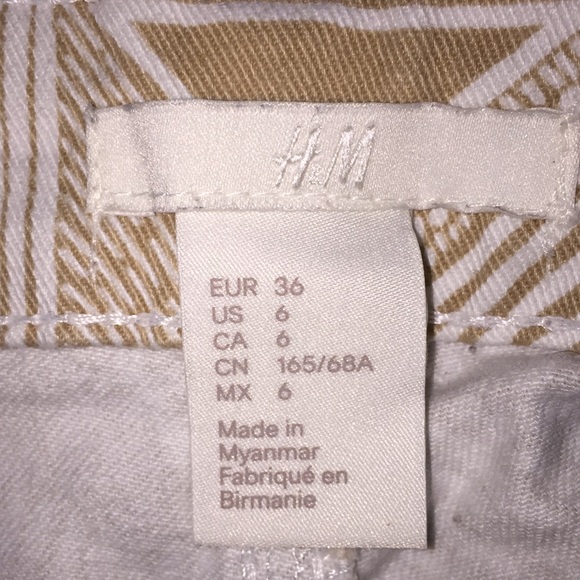 H&M
EUR 36
US 6
CA 6
CN 165/68A
MX 6
Made in
Myanmar
Fabriqué en
Birmanie